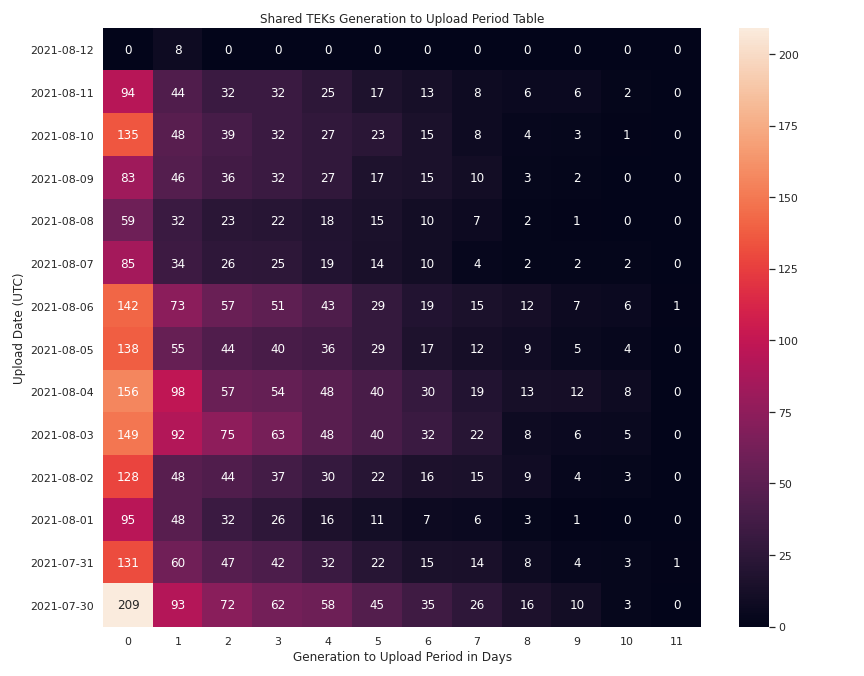 Shared TEKs Generation to Upload Period Table
Upload Date (UTC)
2021-08-12 0 8 0 0 0 0 0 0 0 0 0 0
2021-08-11 94 44 32 32 25 17 13 8 6 6 2 0
2021-08-10 135 48 39 32 27 23 15 8 4 3 1 0
2021-08-09 83 46 36 32 27 17 15 10 3 2 0 0
2021-08-08 59 32 23 22 18 15 10 7 2 1 0 0
2021-08-07 85 34 26 25 19 14 10 4 2 2 2 0
2021-08-06 142 73 57 51 43 29 19 15 12 7 6 1
2021-08-05 138 55 44 40 36 29 17 12 9 5 4 0
2021-08-04 156 98 57 54 48 40 30 19 13 12 8 0
2021-08-03 149 92 75 63 48 40 32 22 8 6 5 0
2021-08-02 128 48 44 37 30 22 16 15 9 4 3 0
2021-08-01 95 48 32 26 16 11 7 6 3 1 0 0
2021-07-31 131 60 47 42 32 22 15 14 8 4 3 1
2021-07-30 209 93 72 62 58 45 35 26 16 10 3 0
0 1 2 3 4 5 6 7 8 9 10 11
Generation to Upload Period in Days
200
175
150
125
100
75
50
25
0